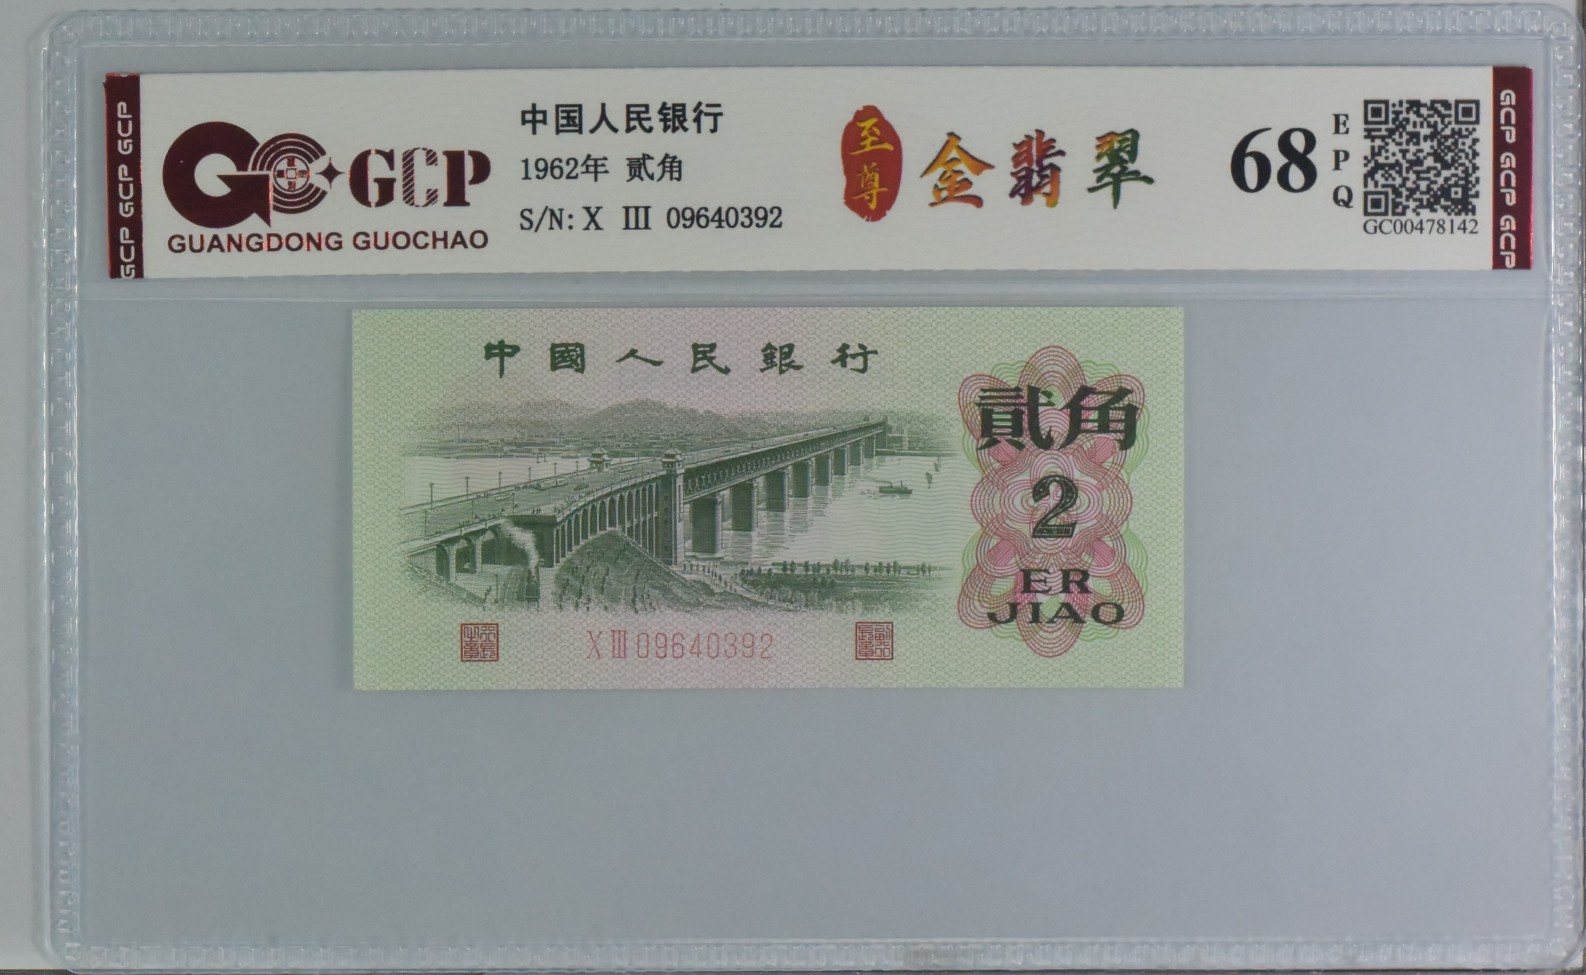 GCP GCP GCP
GCP
GUANGDONG GUOCHAO
中国人民银行
1962年 贰角
S/N: X III 09640392
至尊
金翡翠
68
EPQ
GC00478142
GCP GCP GCP
中國人民銀行
貳角
2
ER
JIAO
X III 09640392